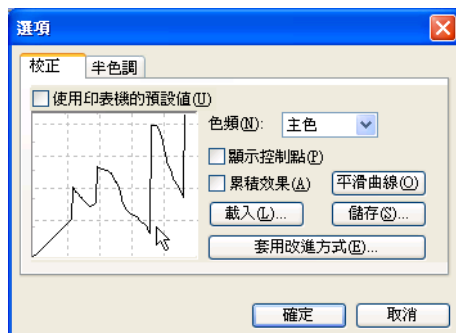 選項
校正 半色調
使用印表機的預設值(U)
色頻(N): 主色
顯示控制點(P)
累積效果(A) 平滑曲線(O)
載入(L)... 儲存(S)...
套用改進方式(E)...
確定 取消